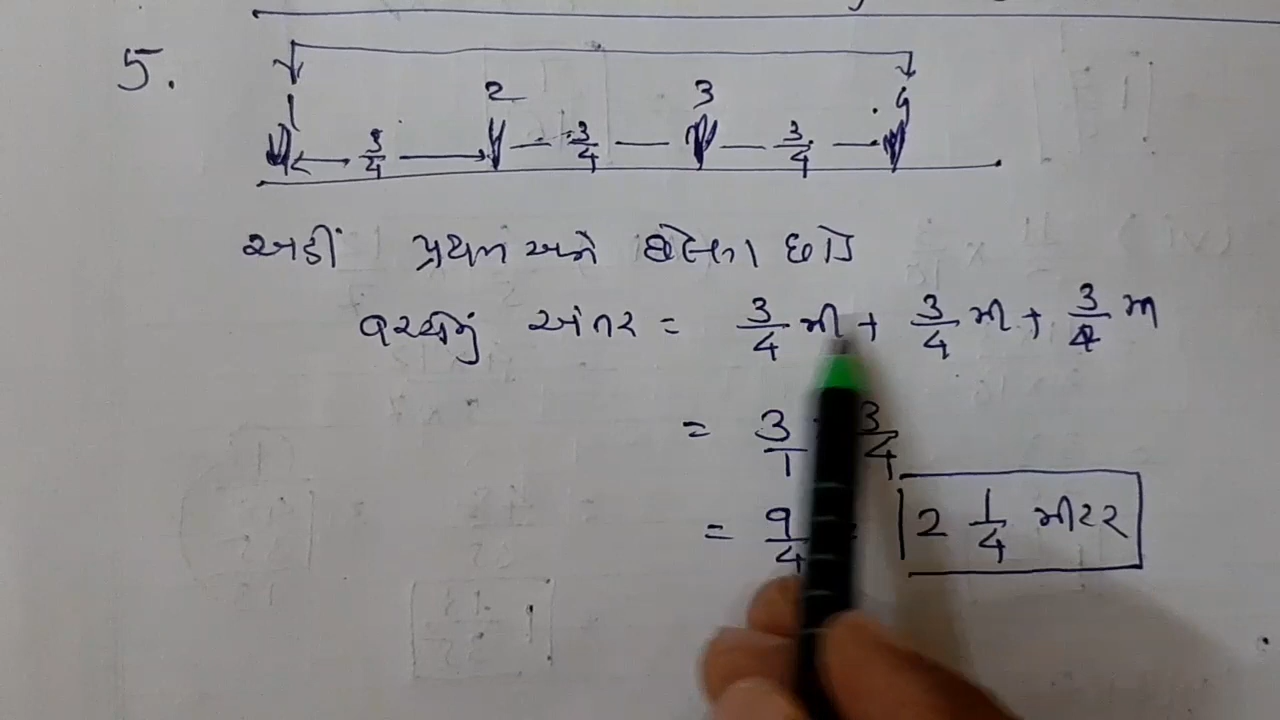 5.
1 2 3 4
3/4 3/4 3/4
અહીં પ્રથમ અને છેલ્લા છોડ
વચ્ચેનું અંતર = 3/4 મી + 3/4 મી + 3/4 મ
= 3/1 3/4
= 9/4 = 2 1/4 મીટર